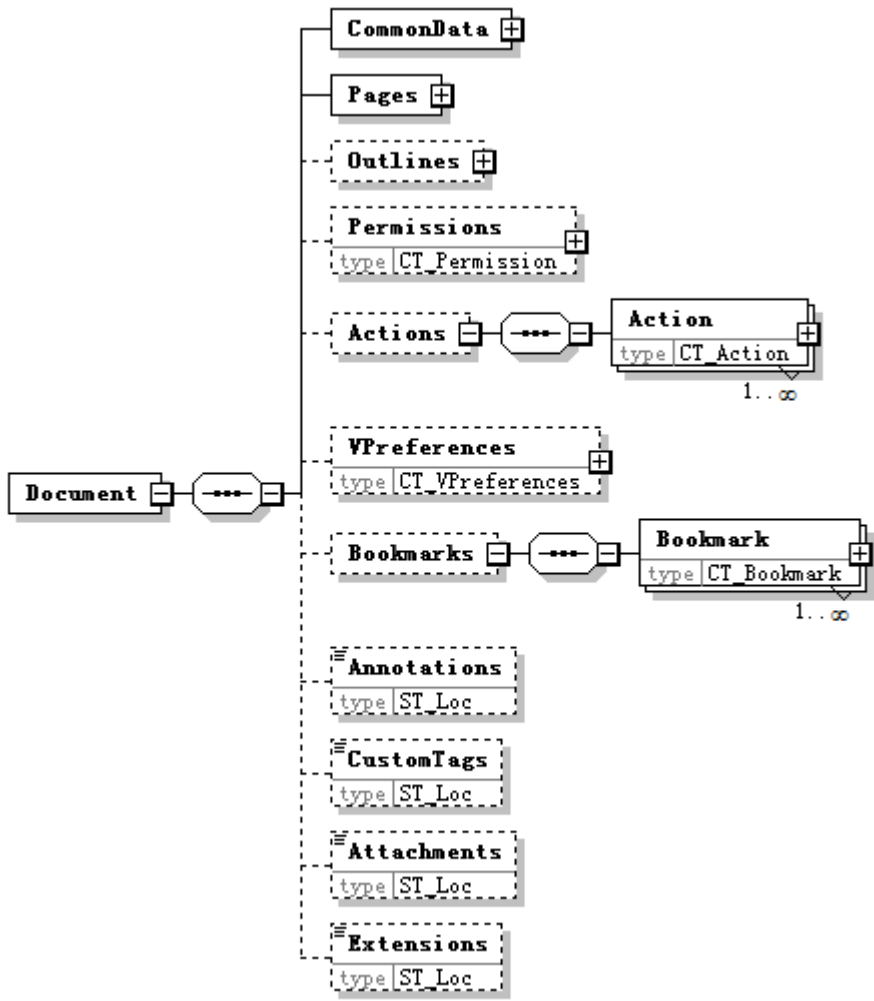 CommonData
Pages
Outlines
Permissions
type CT_Permission
Actions
Action
type CT_Action
1..∞
VPreferences
type CT_VPreferences
Document
Bookmarks
Bookmark
type CT_Bookmark
1..∞
Annotations
type ST_Loc
CustomTags
type ST_Loc
Attachments
type ST_Loc
Extensions
type ST_Loc